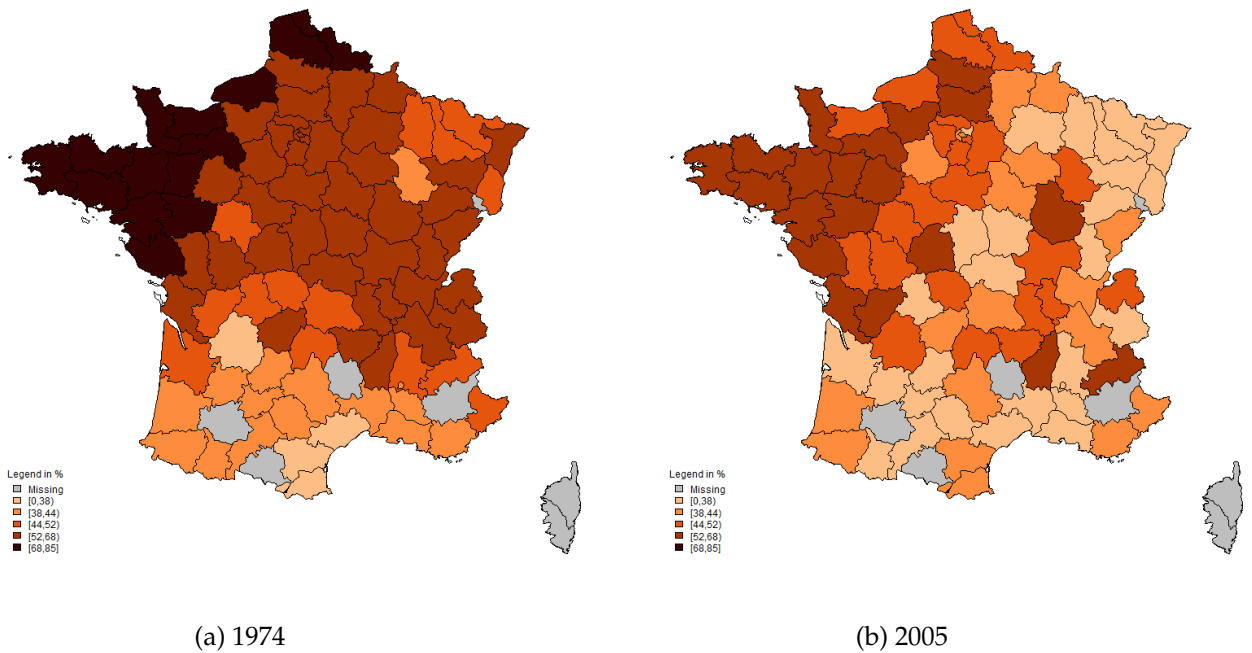 Legend in %
Missing
[0,38)
[38,44)
[44,52)
[52,68)
[68,85]
(a) 1974
Legend in %
Missing
[0,38)
[38,44)
[44,52)
[52,68)
[68,85]
(b) 2005